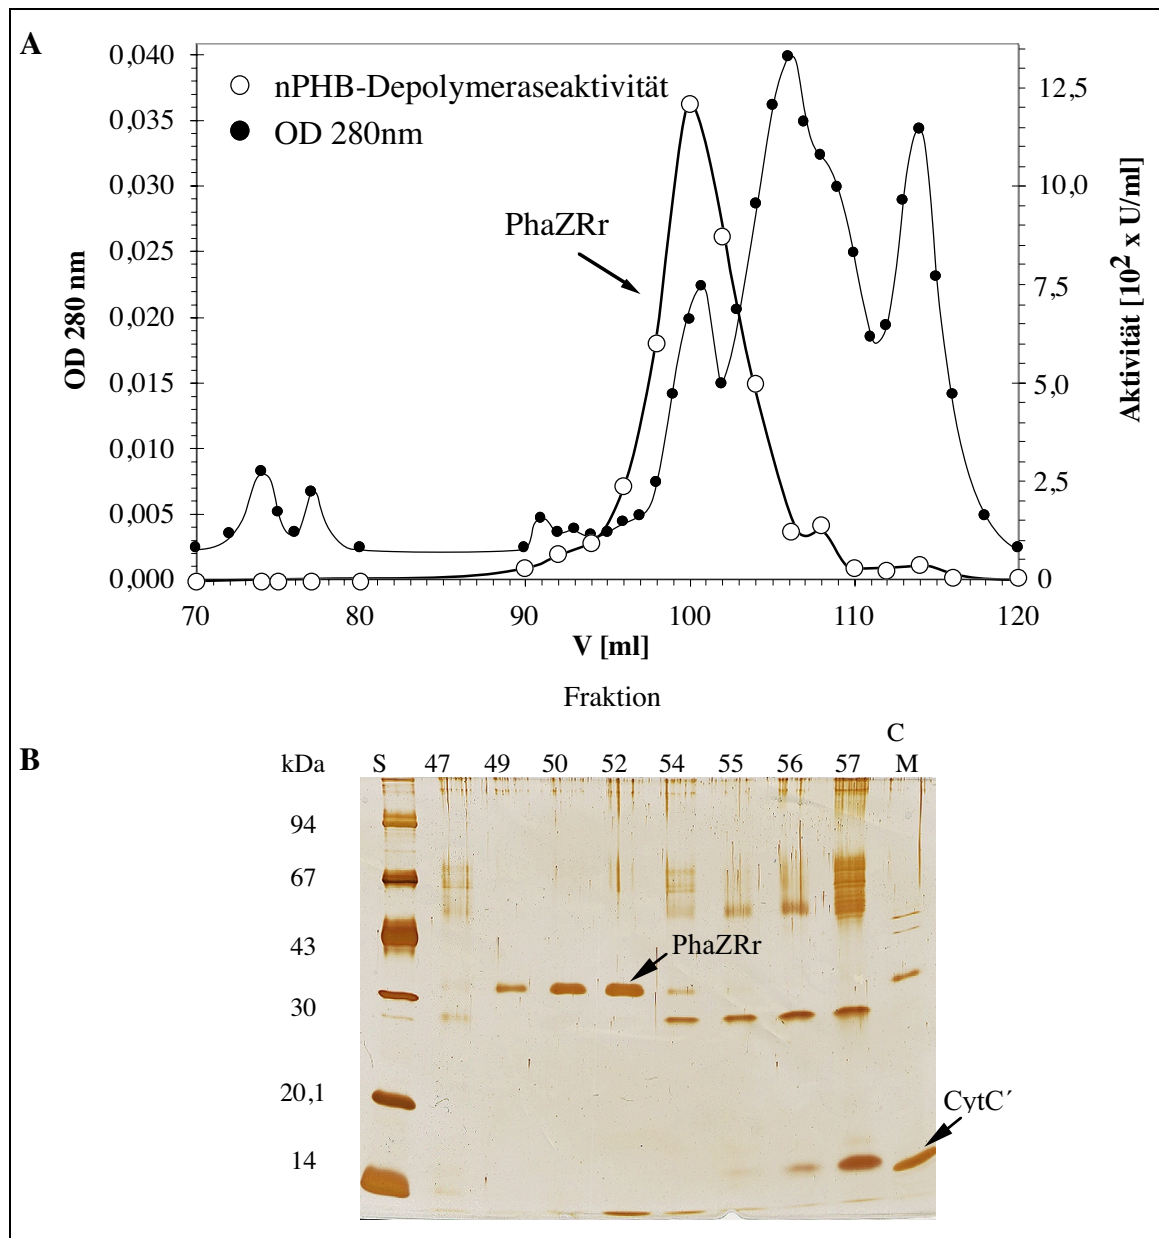 A
nPHB-Depolymeraseaktivität
OD 280nm
PhaZRr
0,040
0,035
0,030
0,025
0,020
0,015
0,010
0,005
0,000
OD 280 nm
12,5
10,0
7,5
5,0
2,5
0
Aktivität [10² x U/ml]
70 80 90 100 110 120
V [ml]
Fraktion
B
C
kDa S 47 49 50 52 54 55 56 57 M
94
67
43
30
20,1
14
PhaZRr
CytC´